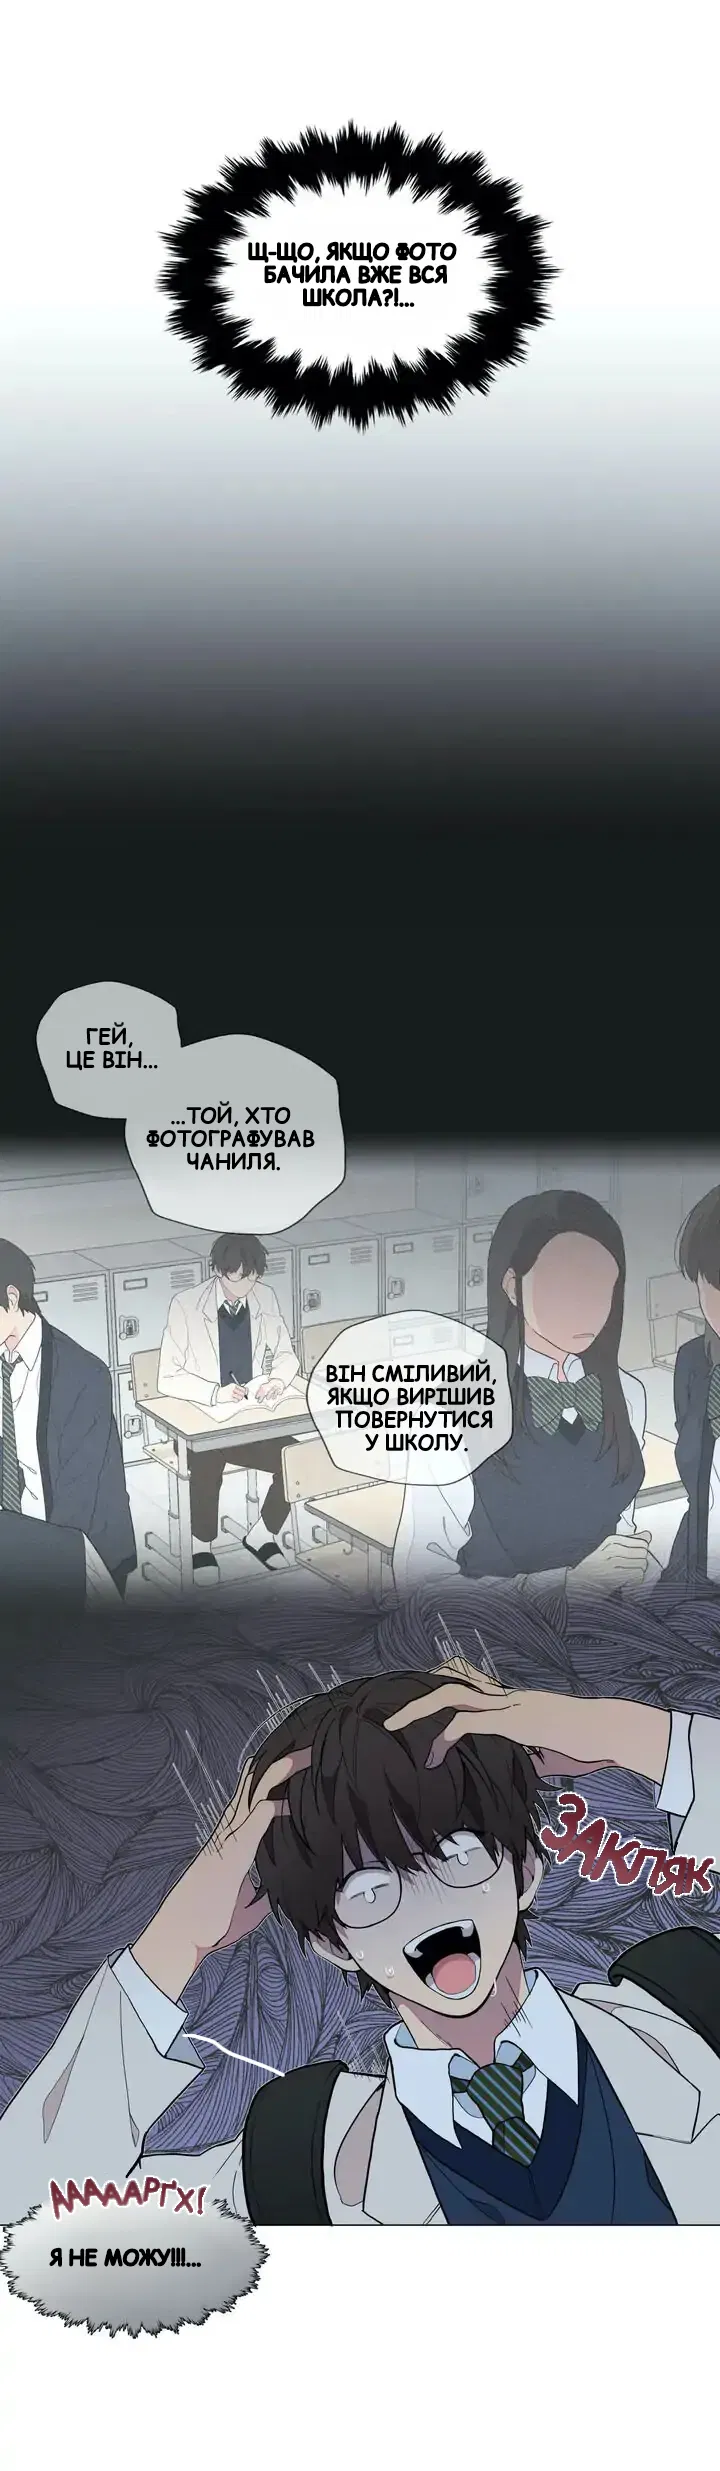 Щ-ЩО, ЯКЩО ФОТО
БАЧИЛА ВЖЕ ВСЯ
ШКОЛА?!...
ГЕЙ,
ЦЕ ВІН...
...ТОЙ, ХТО
ФОТОГРАФУВАВ
ЧАНИЛЯ.
ВІН СМІЛИВИЙ,
ЯКЩО ВИРІШИВ
ПОВЕРНУТИСЯ
У ШКОЛУ.
ЗАКЛЯК
АААААРҐХ!
Я НЕ МОЖУ!!!...